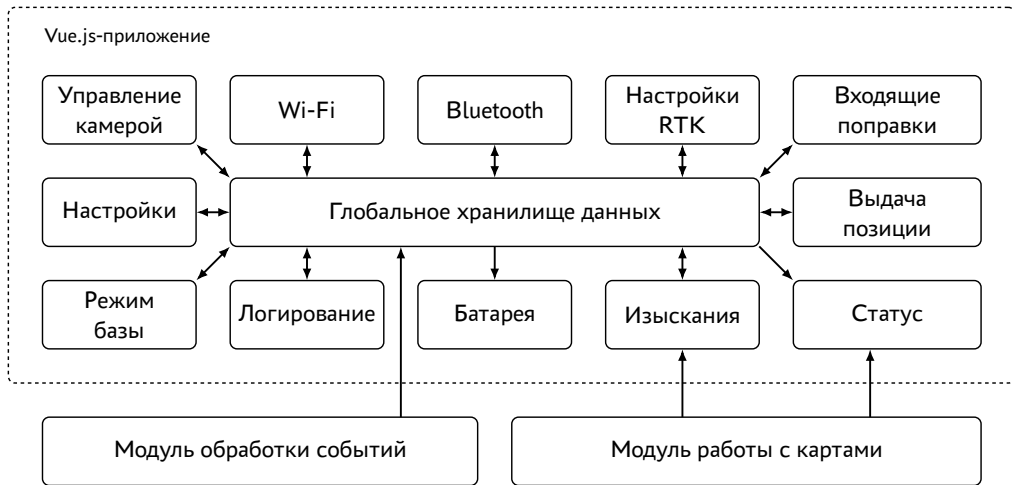 Vue.js-приложение
Управление
камерой
Wi-Fi
Bluetooth
Настройки
RTK
Входящие
поправки
Настройки
Глобальное хранилище данных
Выдача
позиции
Режим
базы
Логирование
Батарея
Изыскания
Статус
Модуль обработки событий
Модуль работы с картами